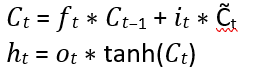 Cₜ = fₜ ∗ Cₜ₋₁ + iₜ ∗ C̃ₜ
hₜ = oₜ ∗ tanh(Cₜ)